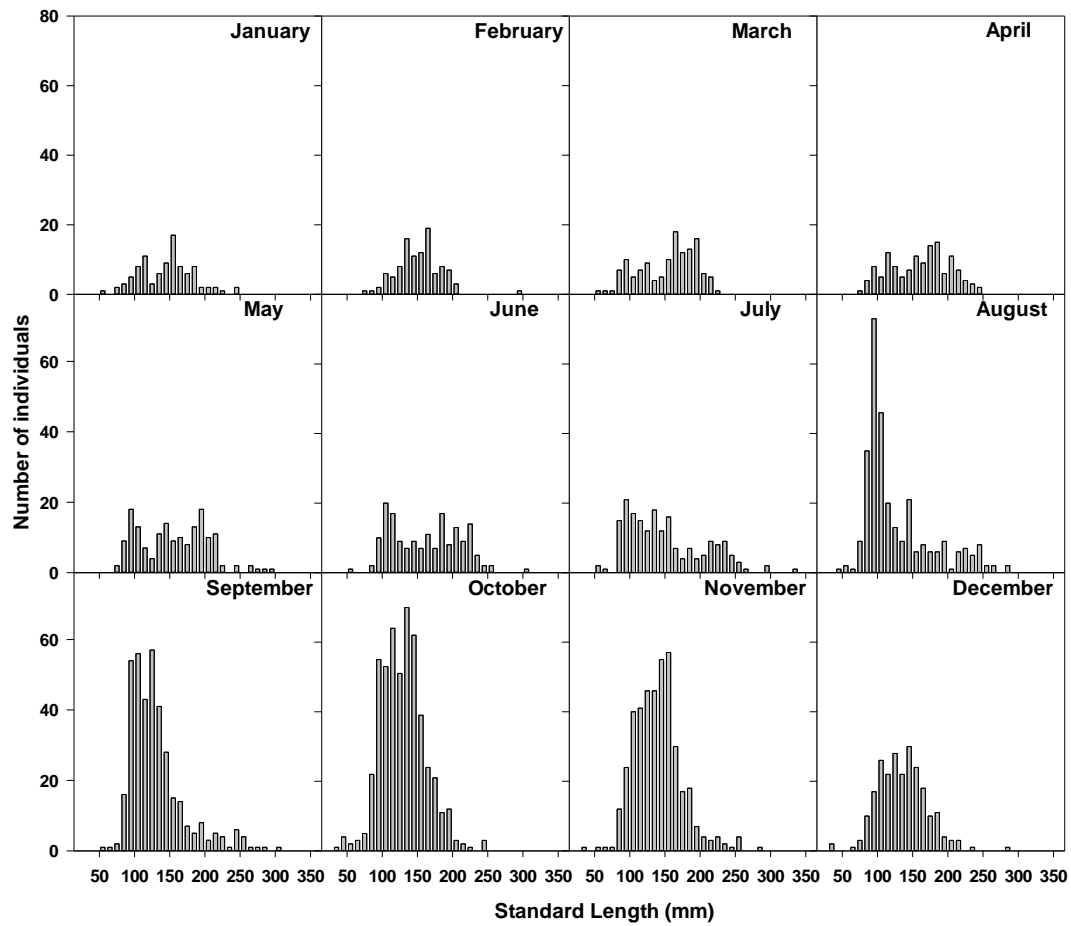 80
January
February
March
April
60
40
20
0
May
June
July
August
60
40
20
0
September
October
November
December
60
40
20
0
Number of individuals
50 100 150 200 250 300 350 50 100 150 200 250 300 350 50 100 150 200 250 300 350 50 100 150 200 250 300 350
Standard Length (mm)